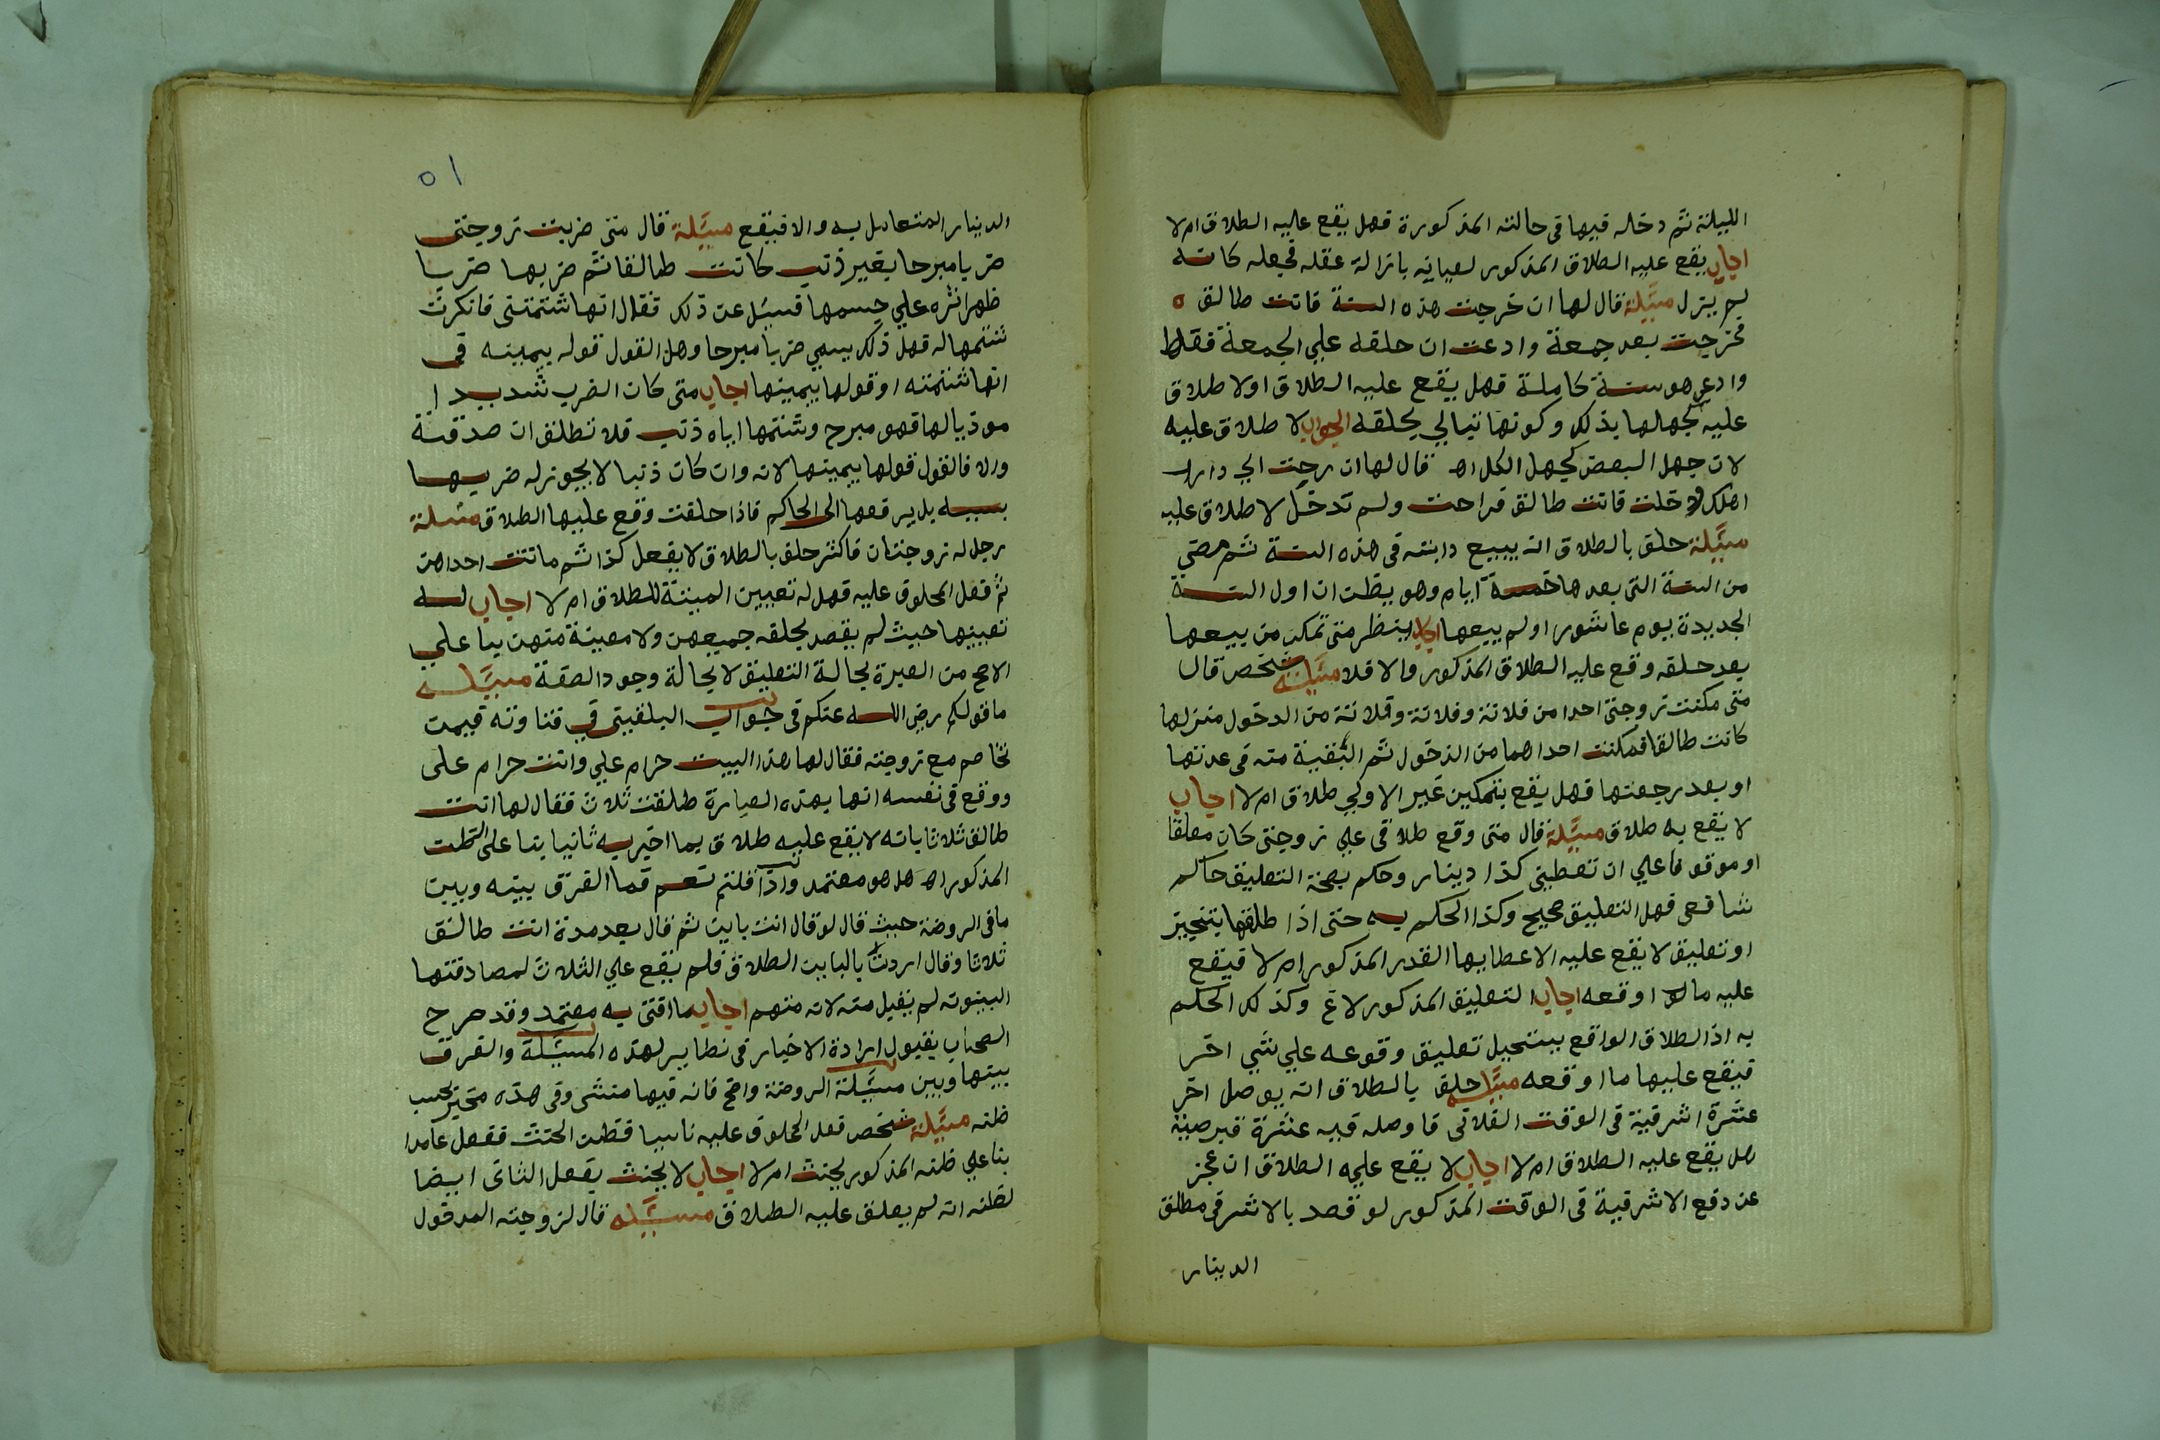 الليلة ثم دخله فيها في حالته المذكورة فهل يقع عليه الطلاق ام لا
اجاب يقع عليه الطلاق المذكور لعيانه بازالة عقله فجعله كانه
لم يزل مسئلة قال لها ان خرجت هذه السنة فانت طالق ه
فخرجت بعد جمعة وادعت ان حلفه علي الجمعة فقط
وادعي هو سنة كاملة فهل يقع عليه الطلاق او لا طلاق
عليه لجهلها بذلك وكونها تبالي بحلفه الجواب لا طلاق عليه
لان جهل البعض كجهل الكل اه قال لها ان رحت الي دار
اهلك ودخلت فانت طالق فراحت ولم تدخل لا طلاق عليه
مسئلة حلف بالطلاق انه يبيع دابته في هذه السنة ثم مضي
من السنة التي بعدها خمسة ايام وهو يظن ان اول السنة
الجديدة يوم عاشورا ولم يبيعها اجاب ينظر متي تمكن من بيعها
بعد حلفه وقع عليه الطلاق المذكور والا فلا مسئلة شخص قال
متي مكنت زوجتي احدا من فلانة وفلانة وفلانة من الدخول منزلها
كانت طالقا فمكنت احداهما من الدخول ثم البقية منه في عدتها
او بعد رجعتها فهل يقع بتمكين غير الاولي طلاق ام لا اجاب
لا يقع به طلاق مسئلة قال متي وقع طلاقي علي زوجتي كان معلقا
او موقوفا علي ان تعطيني كذا دينار وحكم بصحة التعليق حاكم
شافعي فهل التعليق صحيح وكذا الحكم به حتي اذا طلقها بتنجيز
او تعليق لا يقع عليه الا عطايها القدر المذكور ام لا فيقع
عليه ما اوقعه اجاب التعليق المذكور لاغ وكذلك الحكم
به اذ الطلاق الواقع يستحيل تعليق وقوعه علي شي اخر
فيقع عليها ما اوقعه مسئلة حلف بالطلاق انه يوصل اخر
عشرة اشرفية في الوقت الفلاني فاوصله فيه عشرة قبرصية
هل يقع عليه الطلاق ام لا اجاب لا يقع عليه الطلاق ان عجز
عن دفع الاشرفية في الوقت المذكور لو قصد بالاشرفي مطلق
الدينار
٥١
الدينار المتعامل به والا فيقع مسئلة قال متي ضربت زوجتي
ضربا مبرحا بغير ذنب كانت طالقا ثم ضربها ضربا
ظهر اثره علي جسمها فسئل عن ذلك فقال انها شتمتني فانكرت
شتمها له فهل ذلك يسمي ضربا مبرحا وهل القول قوله بيمينه في
انها شتمته او قولها بيمينها اجاب متي كان الضرب شديدا
موذيا لها فهو مبرح وشتمها اياه ذنب فلا تطلق ان صدقته
والا فالقول قولها بيمينها لانه وان كان ذنبا لا يجوز له ضربها
بسببه بل يرفعها الي الحاكم فاذا حلفت وقع عليها الطلاق مسئلة
رجل له زوجتان فاكثر حلف بالطلاق لا يفعل كذا ثم ماتت احداهن
ثم فعل المحلوف عليه فهل له تعيين الميتة للطلاق ام لا اجاب له
تعيينها حيث لم يقصد بحلفه جميعهن ولا معينة منهن بنا علي
الاصح من العبرة بحالة التعليق لا بحالة وجود الصفة مسئلة
ما قولكم رضي الله عنكم في جواب البلقيني في فتاوته فيمن
تخاصم مع زوجته فقال لها هذا البيت حرام علي وانت حرام علي
ووقع في نفسه انها بهذه العبارة طلقت ثلاث فقال لها انت
طالق ثلاثا بانه لا يقع عليه طلاق بما اخبر به ثانيا بنا علي الظن
المذكور اه هل هو معتمد واذا قلتم نعم فما الفرق بينه وبين
ما في الروضة حيث قال لو قال انت باين ثم قال بعد مدة انت طالق
ثلاثا وقال اردت بالباين الطلاق فلم يقع علي الثلاث لمصادفتها
البينونة لم يقبل منه لانه متهم اجاب ما افتي به معتمد وقد صرح
الصحاب بقبول ارادة الاخبار في نظاير لهذه المسئلة والفرق
بينها وبين مسئلة الروضة واضح فانه فيها منشي وفي هذه مخبر بحسب
ظنه مسئلة شخص فعل المحلوف عليه ناسيا فظن الحنث ففعل عامدا
بنا علي ظنه المذكور يحنث ام لا اجاب لا يحنث بفعل الثاني ايضا
لظنه انه لم يعلق عليه الطلاق مسئلة قال لزوجته المدخول